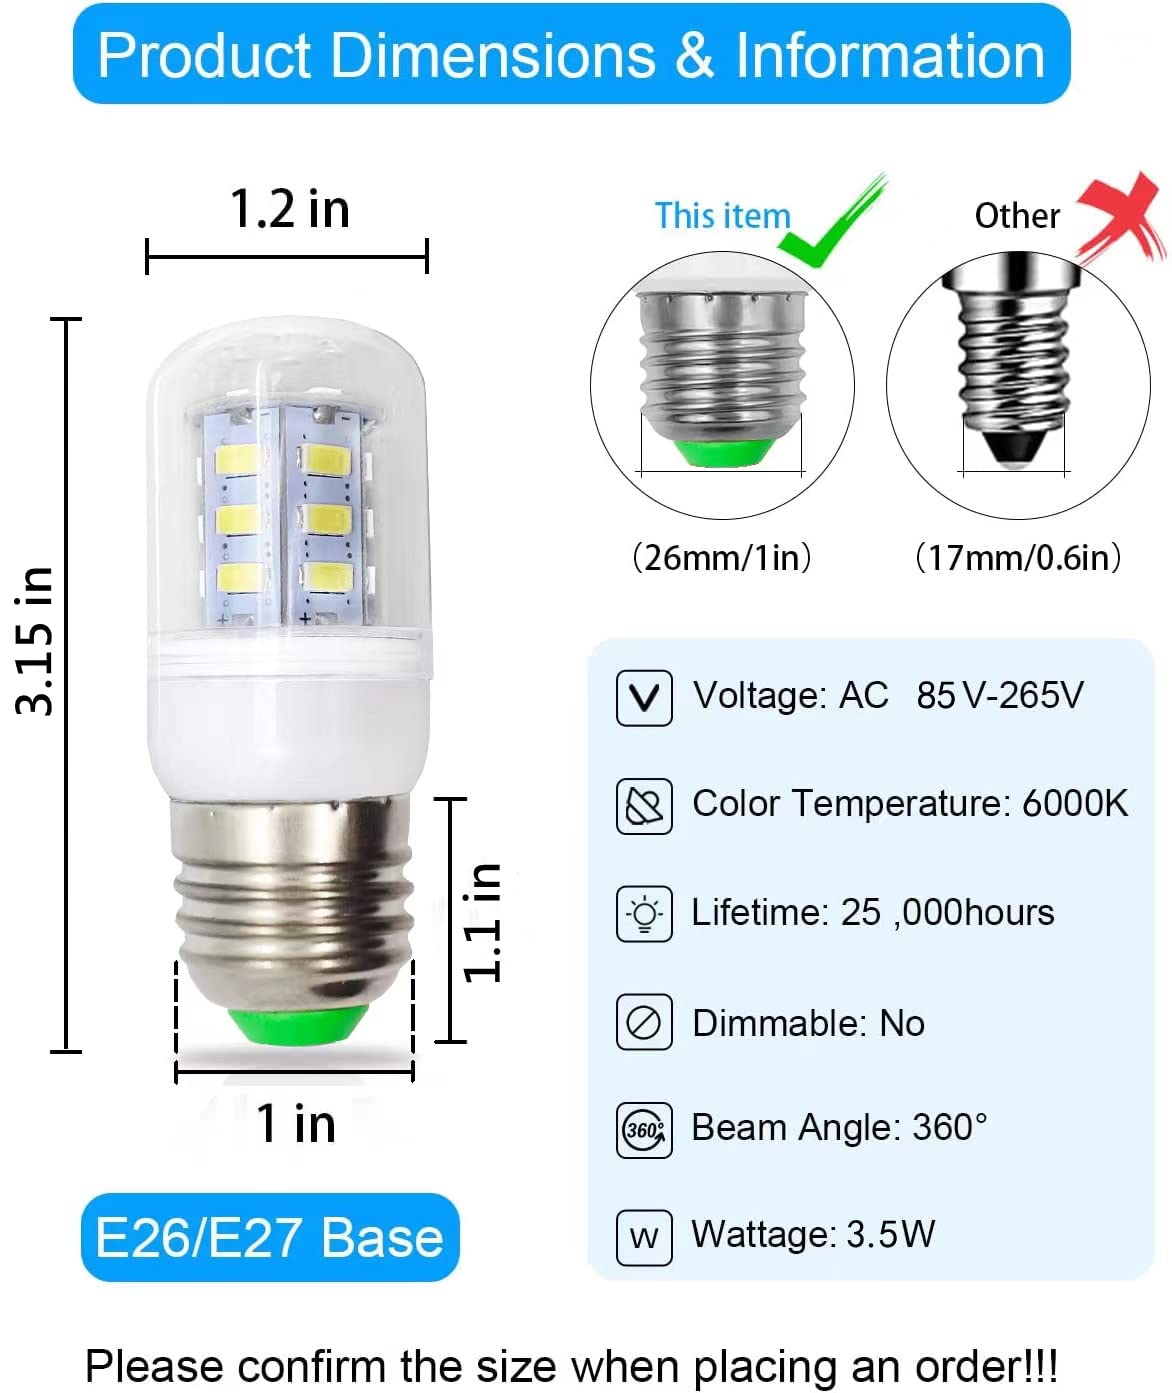 Product Dimensions & Information
1.2 in
This item
Other
3.15 in
(26mm/1in)
(17mm/0.6in)
V
Voltage: AC 85V-265V
Color Temperature: 6000K
1.1 in
Lifetime: 25 ,000hours
Dimmable: No
1 in
360°
Beam Angle: 360°
E26/E27 Base
W
Wattage: 3.5W
Please confirm the size when placing an order!!!